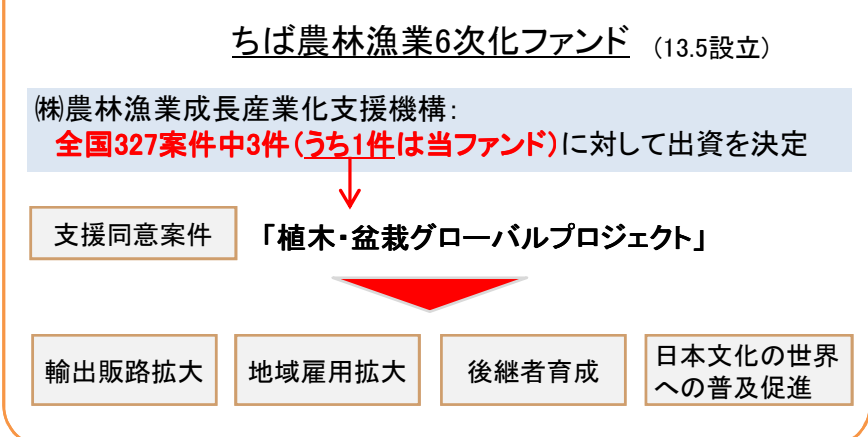 ちば農林漁業6次化ファンド (13.5設立)
㈱農林漁業成長産業化支援機構:
全国327案件中3件(うち1件は当ファンド)に対して出資を決定
支援同意案件 「植木・盆栽グローバルプロジェクト」
輸出販路拡大 地域雇用拡大 後継者育成 日本文化の世界
への普及促進